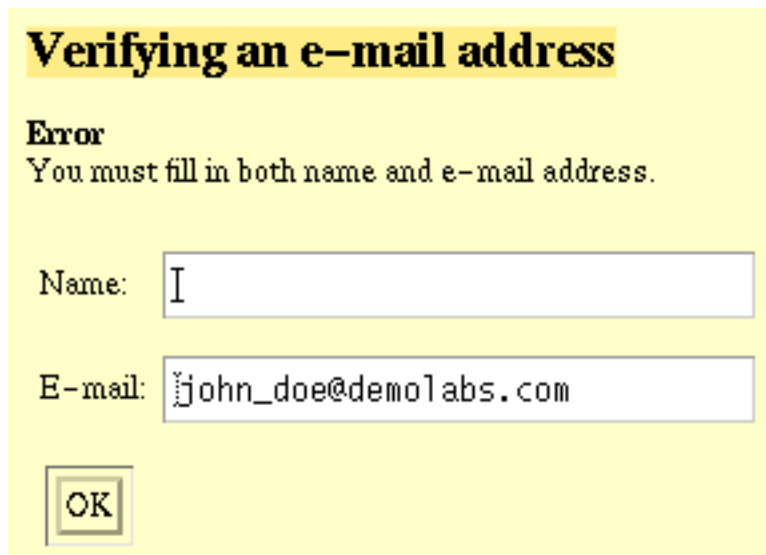 Verifying an e-mail address
Error
You must fill in both name and e-mail address.
Name:
E-mail: john_doe@demolabs.com
OK